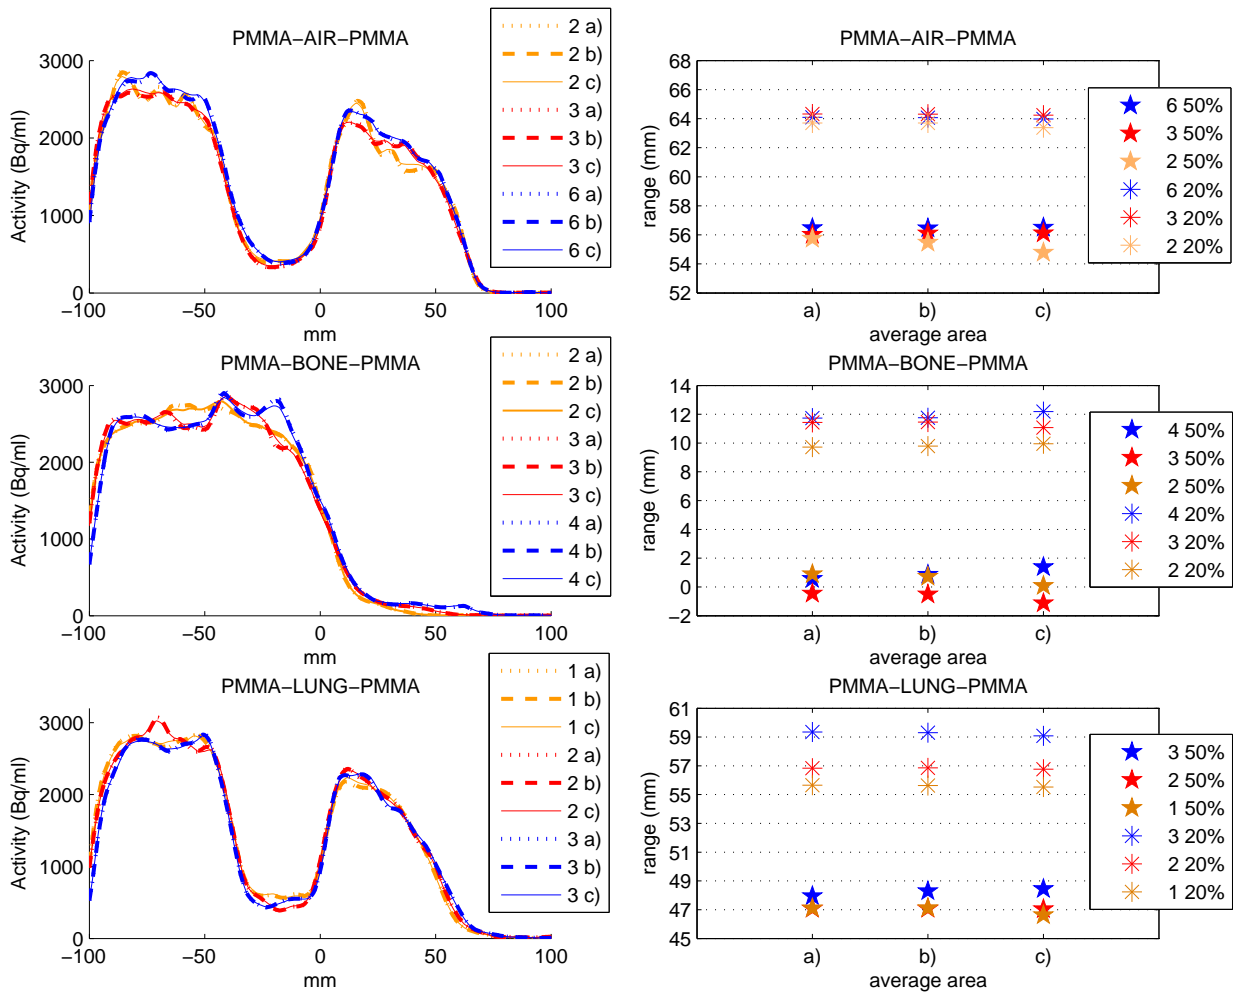 PMMA−AIR−PMMA
Activity (Bq/ml)
3000
2000
1000
0
−100
−50
0
50
100
mm
2 a)
2 b)
2 c)
3 a)
3 b)
3 c)
6 a)
6 b)
6 c)
PMMA−AIR−PMMA
range (mm)
68
66
64
62
60
58
56
54
52
a)
b)
c)
average area
6 50%
3 50%
2 50%
6 20%
3 20%
2 20%
PMMA−BONE−PMMA
Activity (Bq/ml)
3000
2000
1000
0
−100
−50
0
50
100
mm
2 a)
2 b)
2 c)
3 a)
3 b)
3 c)
4 a)
4 b)
4 c)
PMMA−BONE−PMMA
range (mm)
14
12
10
8
6
4
2
0
−2
a)
b)
c)
average area
4 50%
3 50%
2 50%
4 20%
3 20%
2 20%
PMMA−LUNG−PMMA
Activity (Bq/ml)
3000
2000
1000
0
−100
−50
0
50
100
mm
1 a)
1 b)
1 c)
2 a)
2 b)
2 c)
3 a)
3 b)
3 c)
PMMA−LUNG−PMMA
range (mm)
61
59
57
55
53
51
49
47
45
a)
b)
c)
average area
3 50%
2 50%
1 50%
3 20%
2 20%
1 20%